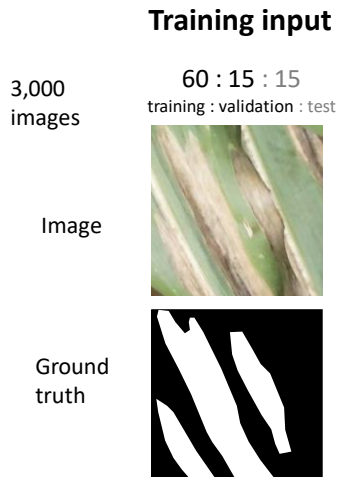 Training input
3,000
images
60 : 15 : 15
training : validation : test
Image
Ground
truth